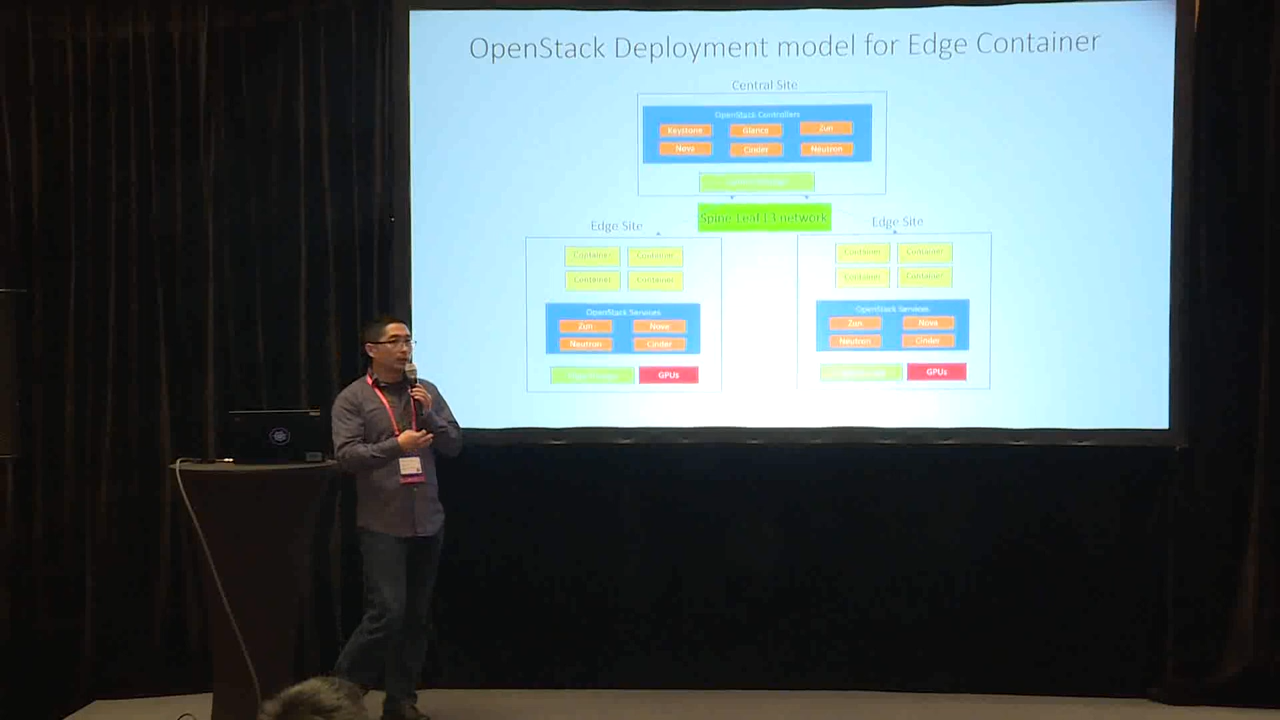 OpenStack Deployment model for Edge Container
Central Site
OpenStack Controllers
Keystone Glance Zun
Nova Cinder Neutron
Spine Leaf L3 network
Edge Site
Container Container
Container Container
OpenStack Services
Zun Nova
Neutron Cinder
GPUs
Edge Site
Container Container
Container Container
OpenStack Services
Zun Nova
Neutron Cinder
GPUs